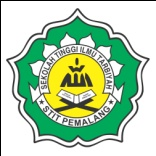 SEKOLAH TINGGI ILMU TARBIYAH
STIT PEMALANG